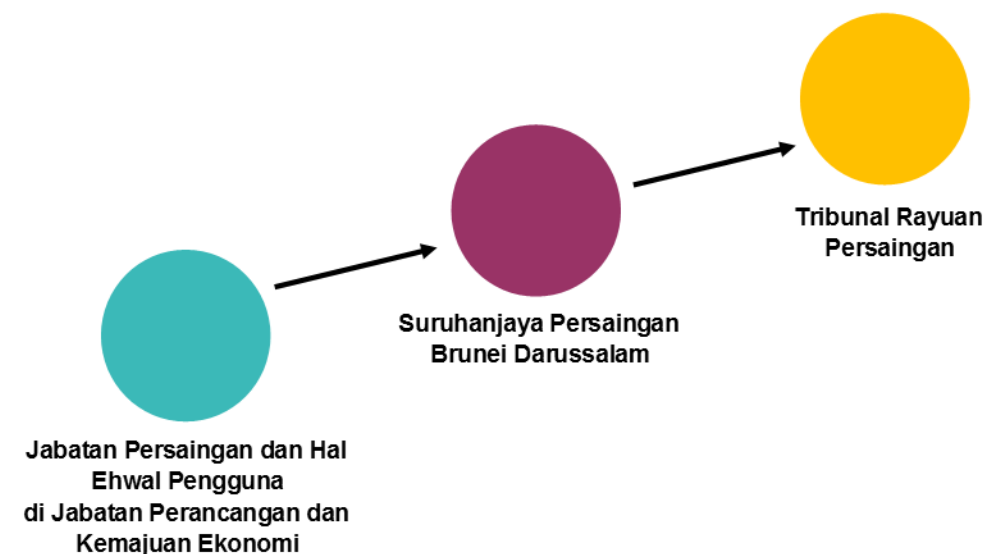 Tribunal Rayuan
Persaingan
Suruhanjaya Persaingan
Brunei Darussalam
Jabatan Persaingan dan Hal
Ehwal Pengguna
di Jabatan Perancangan dan
Kemajuan Ekonomi